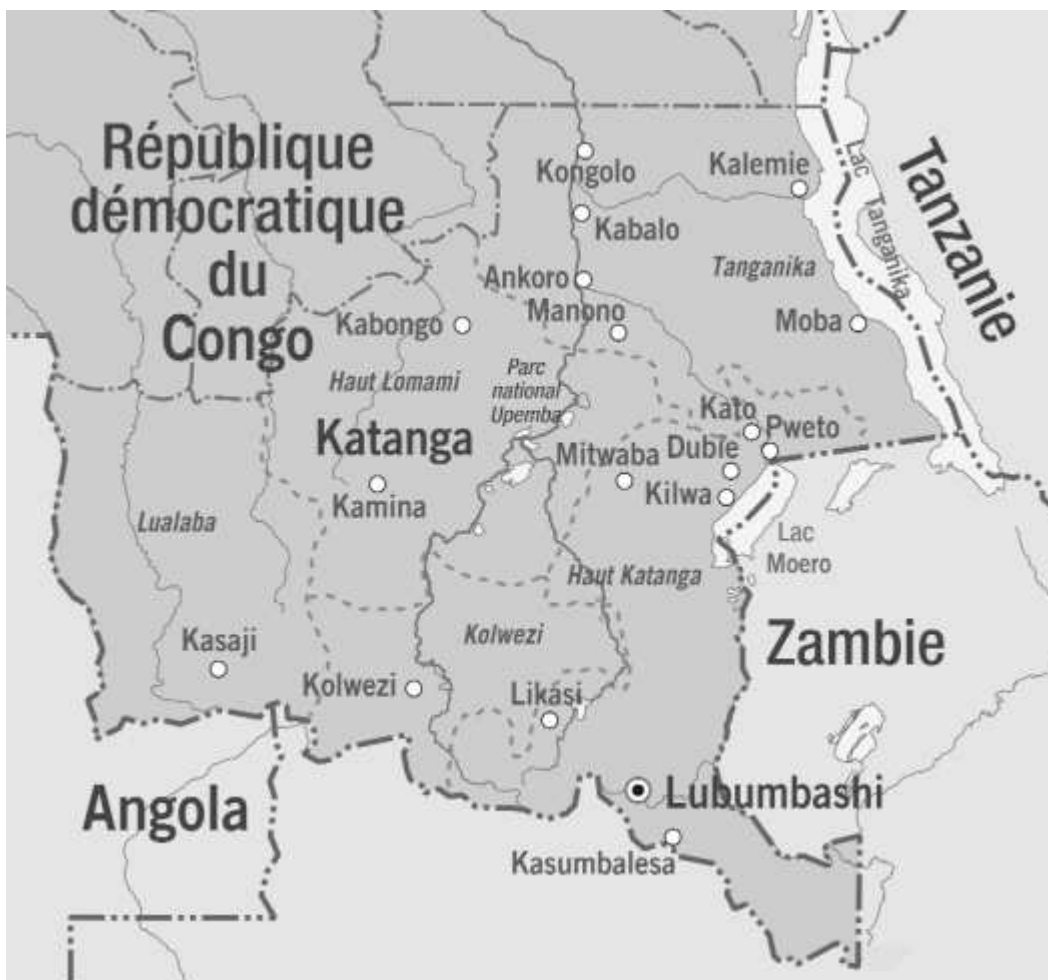 République
démocratique
du
Congo
Kongolo
Kalemie
Lac
Tanganika
Tanzanie
Kabalo
Tanganika
Ankoro
Manono
Kabongo
Moba
Haut Lomami
Parc
national
Upemba
Kato
Pweto
Katanga
Mitwaba
Dubie
Kilwa
Kamina
Lualaba
Lac
Moero
Haut Katanga
Kasaji
Kolwezi
Zambie
Kolwezi
Likasi
Angola
Lubumbashi
Kasumbalesa